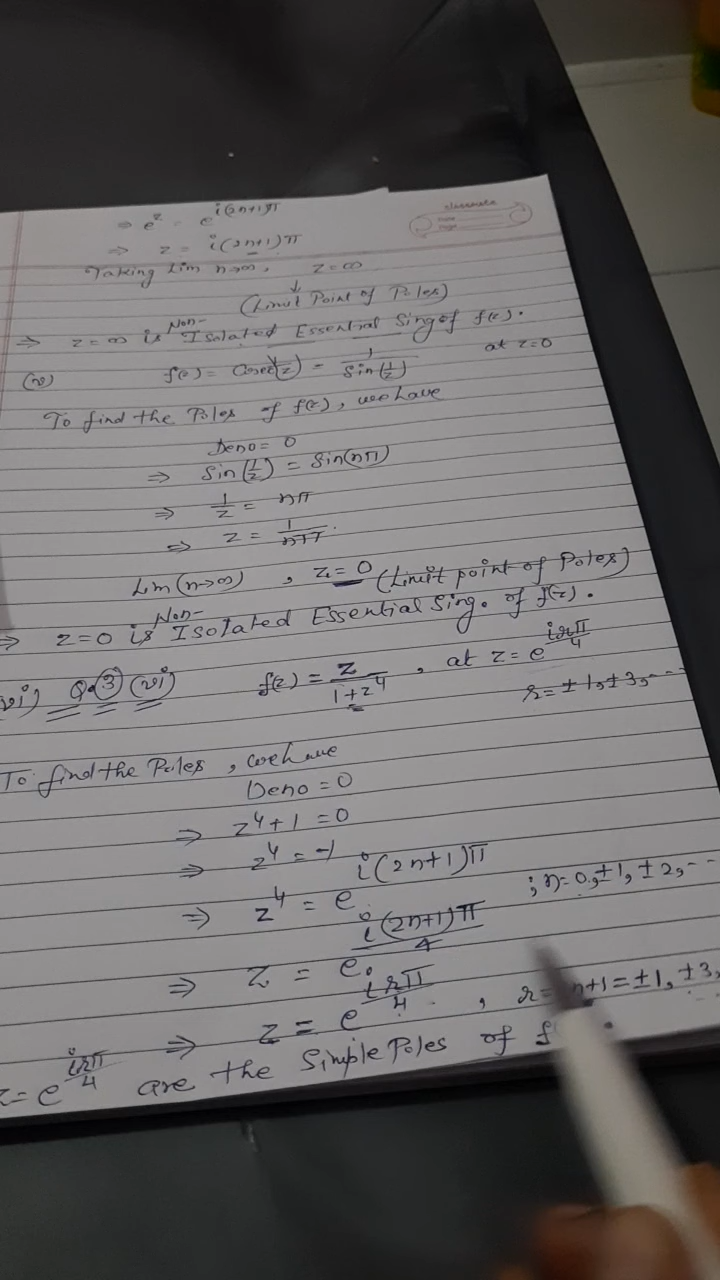 classmate
⇒ e^z = e^{i(2n+1)π}
⇒ z = i(2n+1)π
Taking Lim n→∞, z=∞
↓
(Limit Point of Poles)
⇒ z=∞ is Non-Isolated Essential Sing of f(z).
(v) f(z) = Cosec(1/z) = 1/Sin(1/z) at z=0
To find the Poles of f(z), we have
Deno = 0
⇒ Sin(1/z) = Sin(nπ)
⇒ 1/z = nπ
⇒ z = 1/nπ.
Lim(n→∞), z=0 (Limit point of Poles)
⇒ z=0 is Non-Isolated Essential Sing. of f(z).
vi) Q.3 (vi) f(z) = z/1+z^4, at z = e^{irπ/4}
r=±1,±3,---
To find the Poles, we have
Deno = 0
⇒ z^4+1 = 0
⇒ z^4 = -1
⇒ z^4 = e^{i(2n+1)π} ; n=0,±1,±2,--
⇒ z = e^{i(2n+1)π/4}
⇒ z = e^{irπ/4}, r= n+1=±1,±3,
z=e^{irπ/4} are the Simple Poles of f